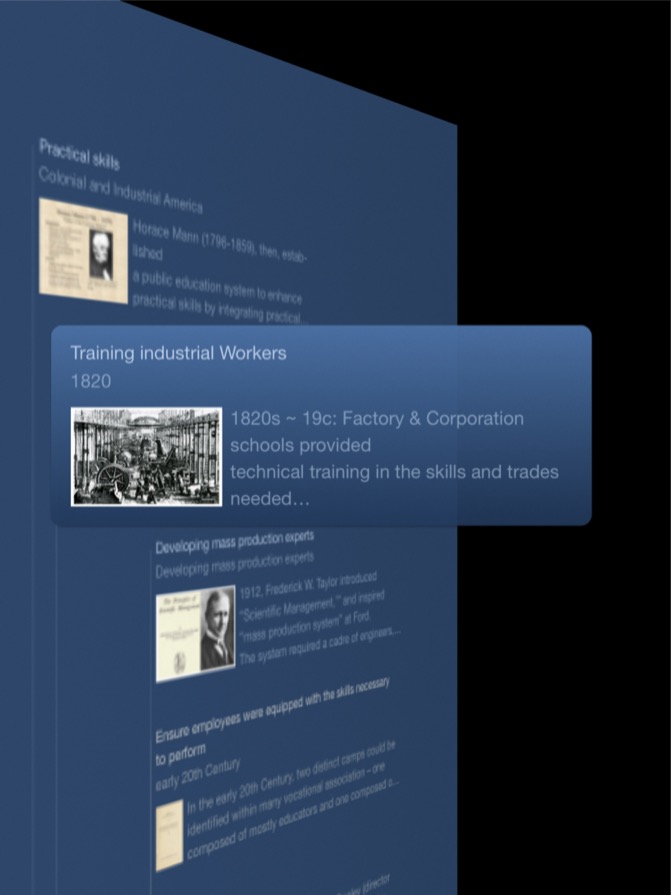 Practical skills
Colonial and Industrial America
Horace Mann (1796-1859), then, estab-
lished
a public education system to enhance
practical skills by integrating practical
Training industrial Workers
1820
1820s ~ 19c: Factory & Corporation
schools provided
technical training in the skills and trades
needed…
Developing mass production experts
Developing mass production experts
1912, Frederick W. Taylor introduced
"Scientific Management," and inspired
"mass production system" at Ford.
The system required a cadre of engineers,...
Ensure employees were equipped with the skills necessary
to perform
early 20th Century
In the early 20th Century, two distinct camps could be
identified within many vocational association – one
composed of mostly educators and one composed o...
(director